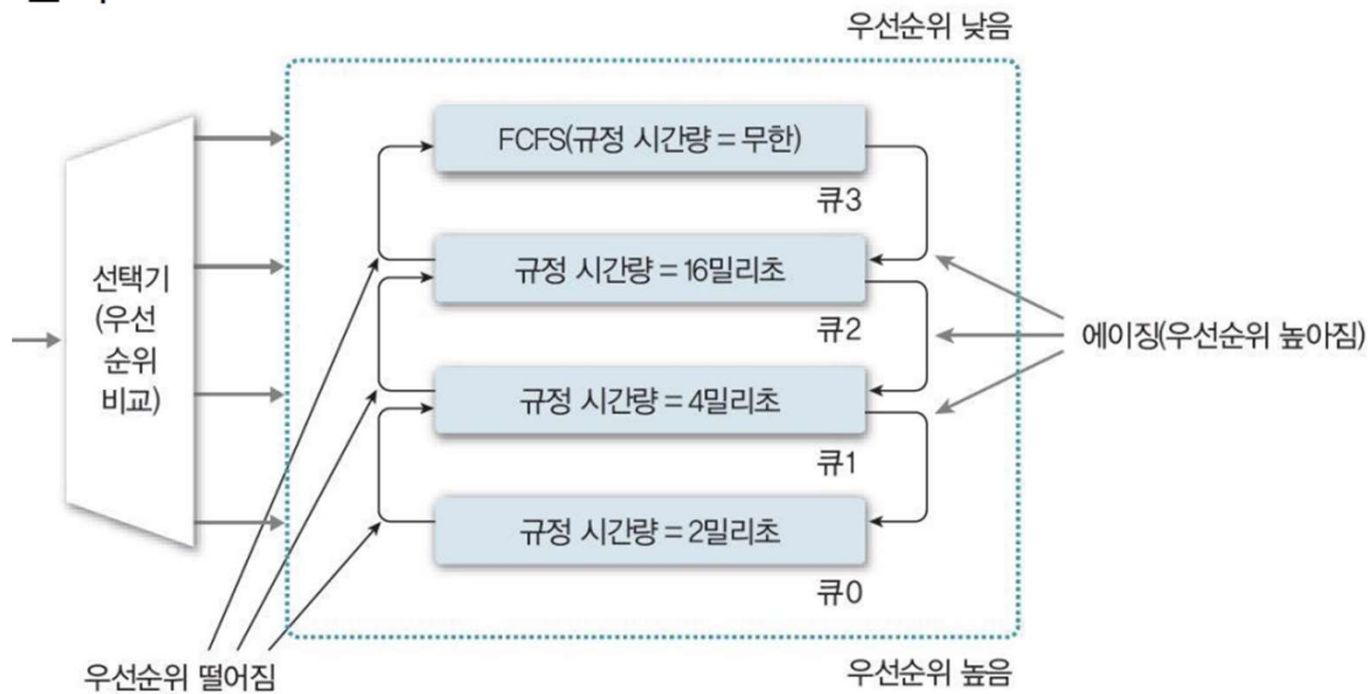 우선순위 낮음
FCFS(규정 시간량 = 무한)
큐3
선택기
(우선
순위
비교)
규정 시간량 = 16밀리초
큐2
에이징(우선순위 높아짐)
규정 시간량 = 4밀리초
큐1
규정 시간량 = 2밀리초
큐0
우선순위 떨어짐
우선순위 높음